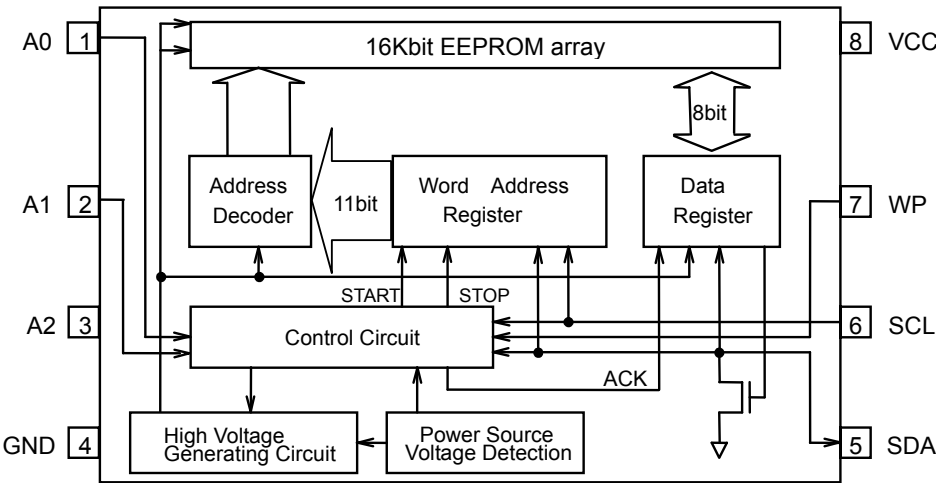 A0 1
16Kbit EEPROM array
8 VCC
8bit
A1 2
Address
Decoder
11bit
Word Address
Register
Data
Register
7 WP
START
STOP
A2 3
Control Circuit
6 SCL
ACK
GND 4
High Voltage
Generating Circuit
Power Source
Voltage Detection
5 SDA